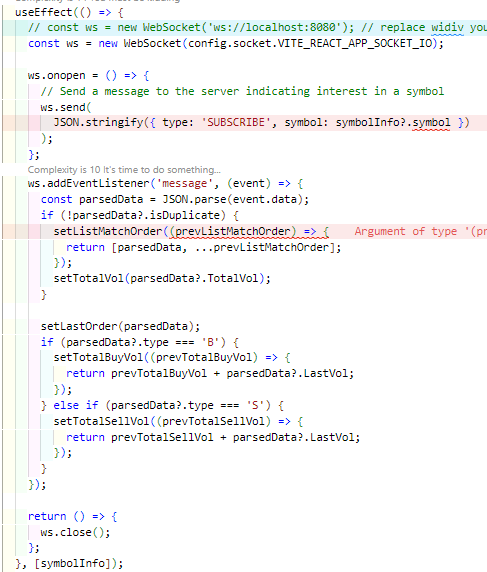 useEffect(() => {
// const ws = new WebSocket('ws://localhost:8080'); // replace widiv you
const ws = new WebSocket(config.socket.VITE_REACT_APP_SOCKET_IO);
ws.onopen = () => {
// Send a message to the server indicating interest in a symbol
ws.send(
JSON.stringify({ type: 'SUBSCRIBE', symbol: symbolInfo?.symbol })
);
};
Complexity is 10 It's time to do something...
ws.addEventListener('message', (event) => {
const parsedData = JSON.parse(event.data);
if (!parsedData?.isDuplicate) {
setListMatchOrder((prevListMatchOrder) => { Argument of type '(pr
return [parsedData, ...prevListMatchOrder];
});
setTotalVol(parsedData?.TotalVol);
}
setLastOrder(parsedData);
if (parsedData?.type === 'B') {
setTotalBuyVol((prevTotalBuyVol) => {
return prevTotalBuyVol + parsedData?.LastVol;
});
} else if (parsedData?.type === 'S') {
setTotalSellVol((prevTotalSellVol) => {
return prevTotalSellVol + parsedData?.LastVol;
});
}
});
return () => {
ws.close();
};
}, [symbolInfo]);